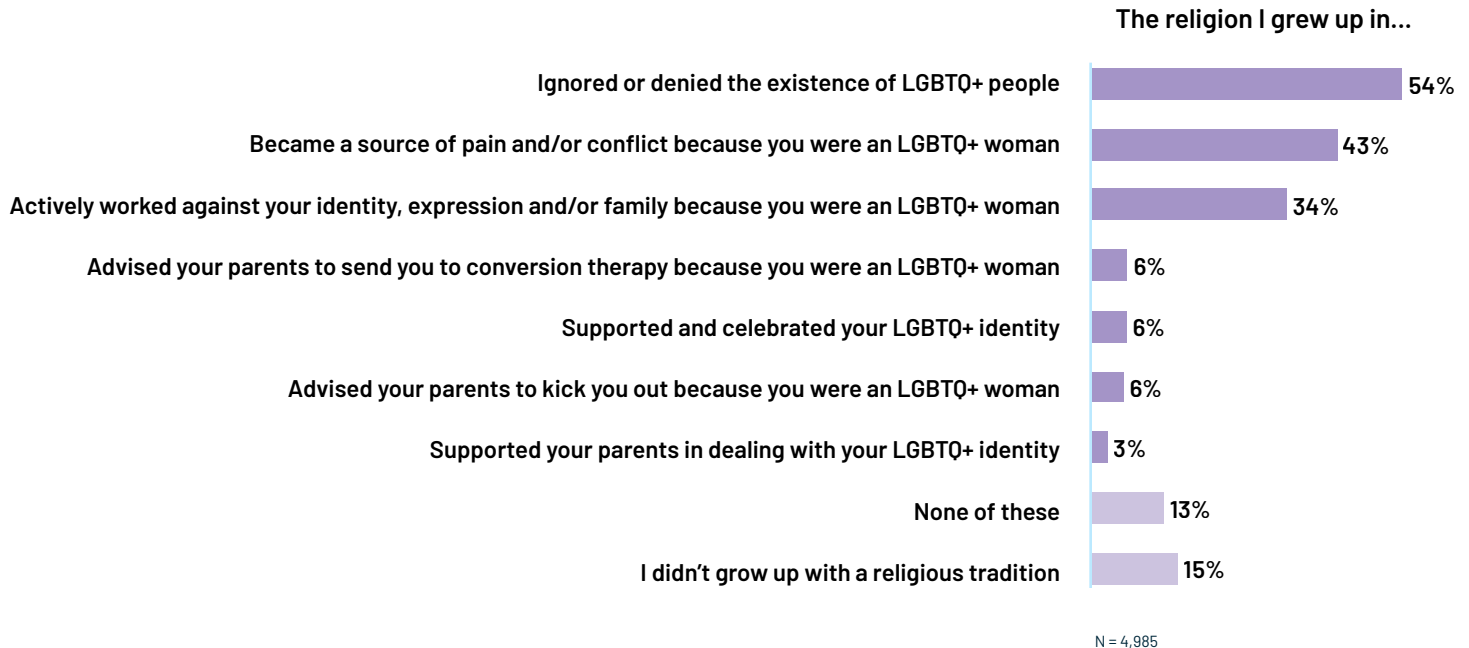 The religion I grew up in...
Ignored or denied the existence of LGBTQ+ people 54%
Became a source of pain and/or conflict because you were an LGBTQ+ woman 43%
Actively worked against your identity, expression and/or family because you were an LGBTQ+ woman 34%
Advised your parents to send you to conversion therapy because you were an LGBTQ+ woman 6%
Supported and celebrated your LGBTQ+ identity 6%
Advised your parents to kick you out because you were an LGBTQ+ woman 6%
Supported your parents in dealing with your LGBTQ+ identity 3%
None of these 13%
I didn’t grow up with a religious tradition 15%
N = 4,985